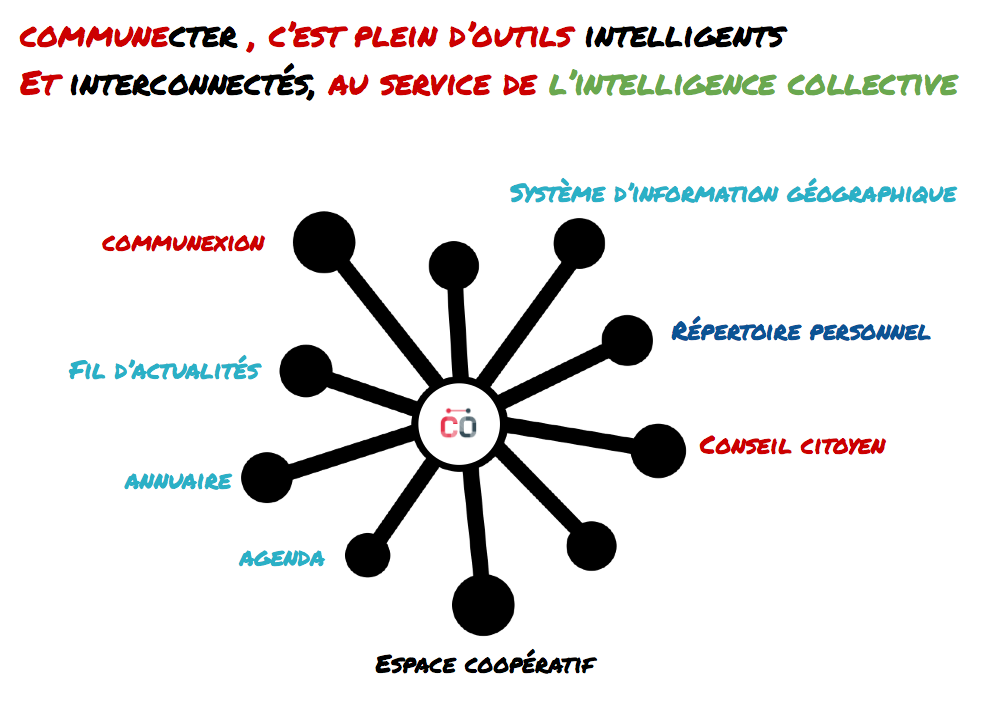 COMMUNECTER , C'EST PLEIN D'OUTILS INTELLIGENTS
ET INTERCONNECTÉS, AU SERVICE DE L'INTELLIGENCE COLLECTIVE
SYSTÈME D'INFORMATION GÉOGRAPHIQUE
COMMUNEXION
RÉPERTOIRE PERSONNEL
FIL D'ACTUALITÉS
CO
CONSEIL CITOYEN
ANNUAIRE
AGENDA
ESPACE COOPÉRATIF